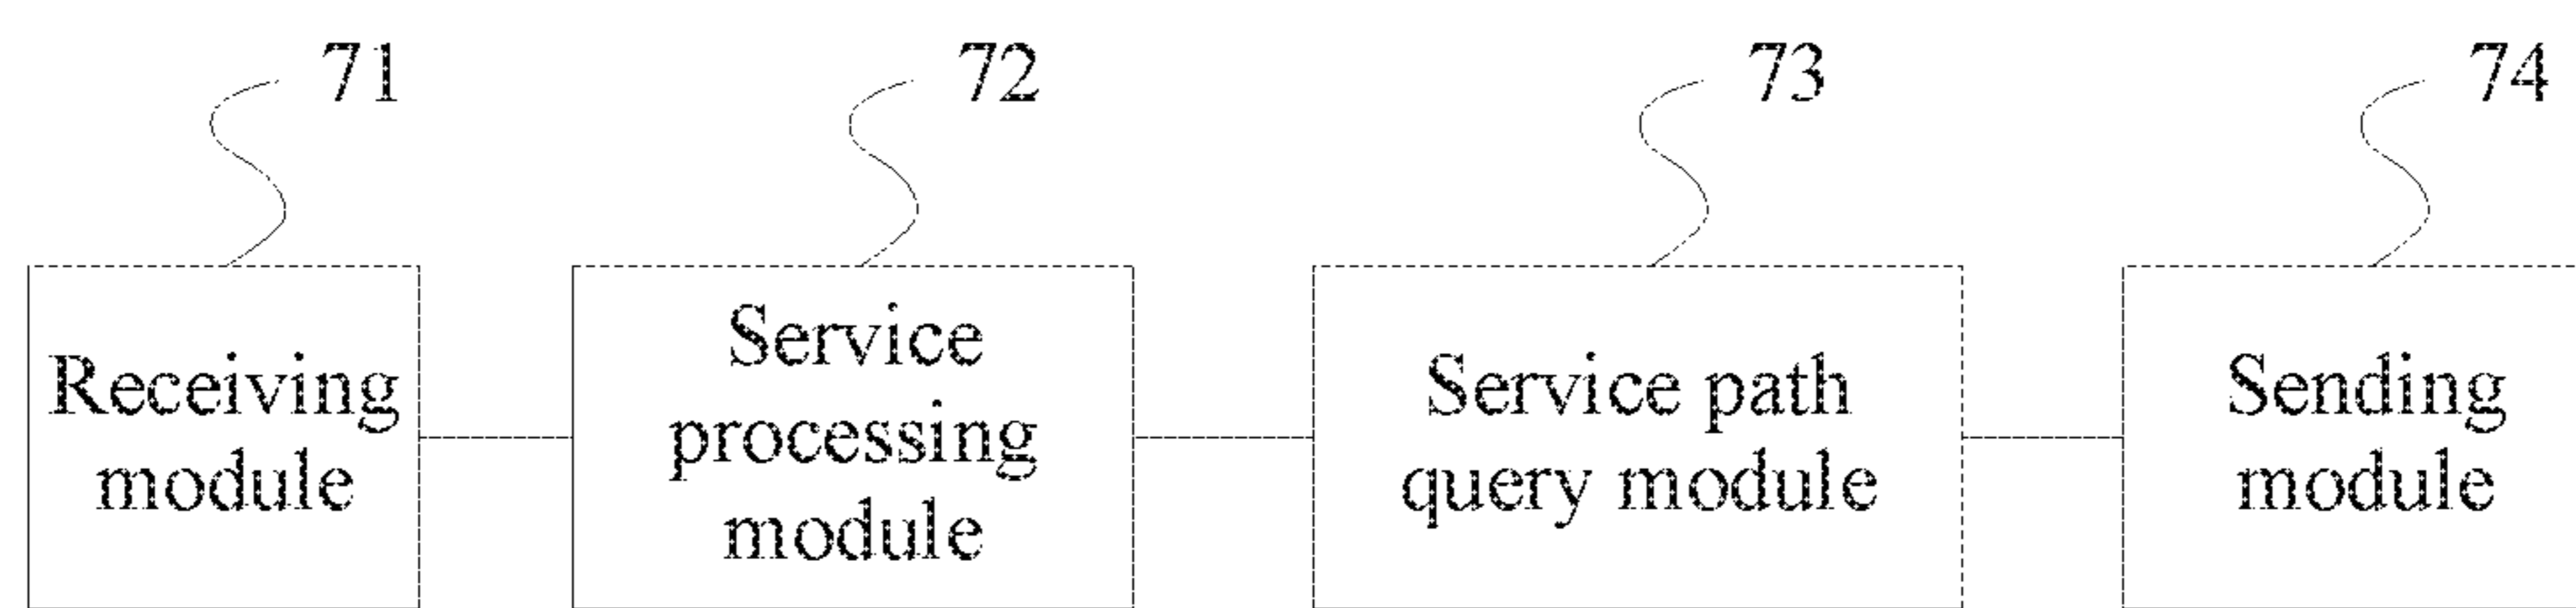 71
72
73
74
Receiving
module
Service
processing
module
Service path
query module
Sending
module